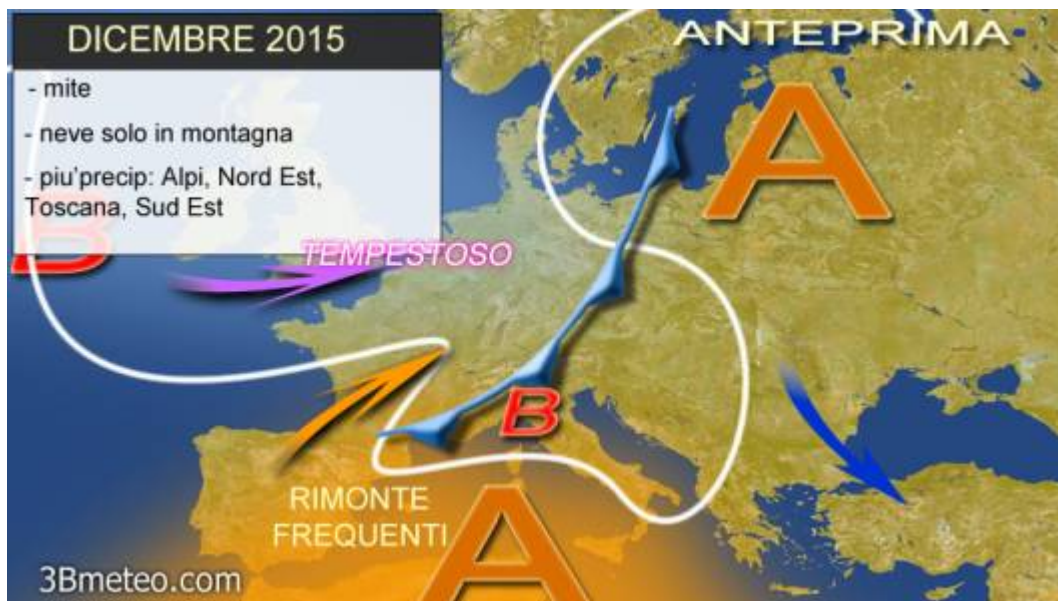 DICEMBRE 2015
ANTEPRIMA
- mite
- neve solo in montagna
- piu'precip: Alpi, Nord Est,
Toscana, Sud Est
A
B
TEMPESTOSO
B
RIMONTE
FREQUENTI
A
3Bmeteo.com